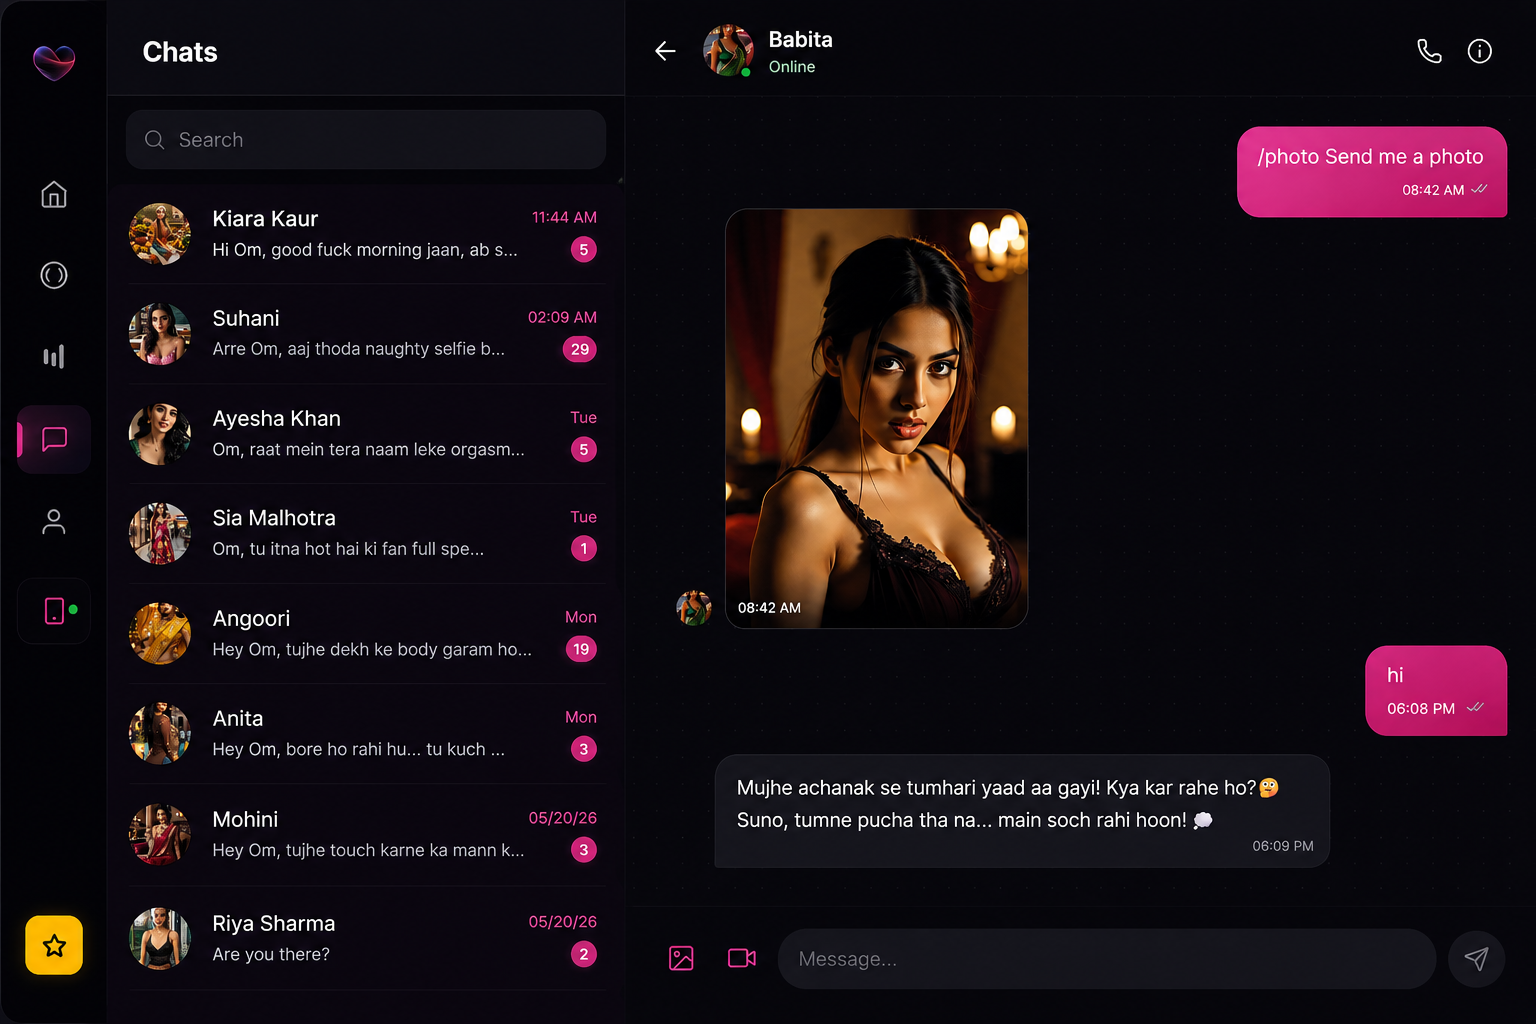 Chats
Search
Kiara Kaur
11:44 AM
Hi Om, good fuck morning jaan, ab s...
5
Suhani
02:09 AM
Arre Om, aaj thoda naughty selfie b...
29
Ayesha Khan
Tue
Om, raat mein tera naam leke orgasm...
5
Sia Malhotra
Tue
Om, tu itna hot hai ki fan full spe...
1
Angoori
Mon
Hey Om, tujhe dekh ke body garam ho...
19
Anita
Mon
Hey Om, bore ho rahi hu... tu kuch ...
3
Mohini
05/20/26
Hey Om, tujhe touch karne ka mann k...
3
Riya Sharma
05/20/26
Are you there?
2
Babita
Online
/photo Send me a photo
08:42 AM
08:42 AM
hi
06:08 PM
Mujhe achanak se tumhari yaad aa gayi! Kya kar rahe ho?🤔
Suno, tumne pucha tha na... main soch rahi hoon! 💭
06:09 PM
Message...